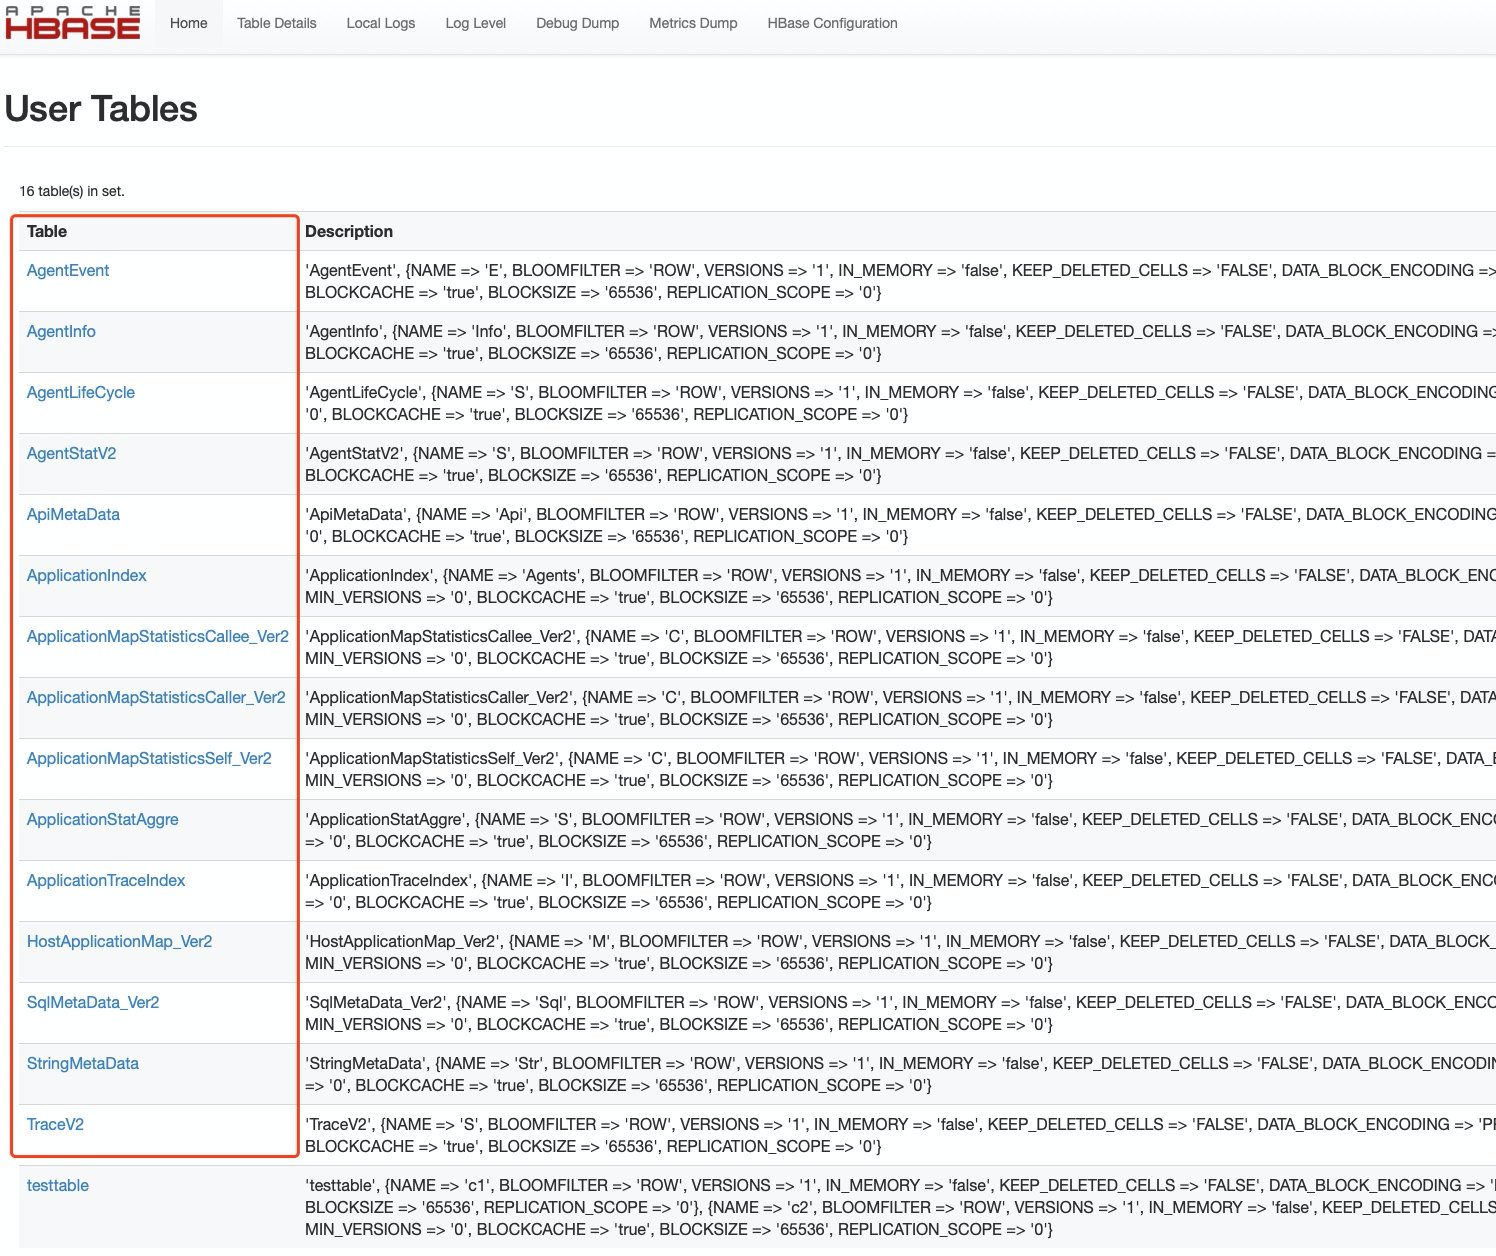 APACHE
HBASE
Home Table Details Local Logs Log Level Debug Dump Metrics Dump HBase Configuration
User Tables
16 table(s) in set.
Table Description
AgentEvent 'AgentEvent', {NAME => 'E', BLOOMFILTER => 'ROW', VERSIONS => '1', IN_MEMORY => 'false', KEEP_DELETED_CELLS => 'FALSE', DATA_BLOCK_ENCODING =>
BLOCKCACHE => 'true', BLOCKSIZE => '65536', REPLICATION_SCOPE => '0'}
AgentInfo 'AgentInfo', {NAME => 'Info', BLOOMFILTER => 'ROW', VERSIONS => '1', IN_MEMORY => 'false', KEEP_DELETED_CELLS => 'FALSE', DATA_BLOCK_ENCODING =>
BLOCKCACHE => 'true', BLOCKSIZE => '65536', REPLICATION_SCOPE => '0'}
AgentLifeCycle 'AgentLifeCycle', {NAME => 'S', BLOOMFILTER => 'ROW', VERSIONS => '1', IN_MEMORY => 'false', KEEP_DELETED_CELLS => 'FALSE', DATA_BLOCK_ENCODING
'0', BLOCKCACHE => 'true', BLOCKSIZE => '65536', REPLICATION_SCOPE => '0'}
AgentStatV2 'AgentStatV2', {NAME => 'S', BLOOMFILTER => 'ROW', VERSIONS => '1', IN_MEMORY => 'false', KEEP_DELETED_CELLS => 'FALSE', DATA_BLOCK_ENCODING =
BLOCKCACHE => 'true', BLOCKSIZE => '65536', REPLICATION_SCOPE => '0'}
ApiMetaData 'ApiMetaData', {NAME => 'Api', BLOOMFILTER => 'ROW', VERSIONS => '1', IN_MEMORY => 'false', KEEP_DELETED_CELLS => 'FALSE', DATA_BLOCK_ENCODING
'0', BLOCKCACHE => 'true', BLOCKSIZE => '65536', REPLICATION_SCOPE => '0'}
ApplicationIndex 'ApplicationIndex', {NAME => 'Agents', BLOOMFILTER => 'ROW', VERSIONS => '1', IN_MEMORY => 'false', KEEP_DELETED_CELLS => 'FALSE', DATA_BLOCK_ENC
MIN_VERSIONS => '0', BLOCKCACHE => 'true', BLOCKSIZE => '65536', REPLICATION_SCOPE => '0'}
ApplicationMapStatisticsCallee_Ver2 'ApplicationMapStatisticsCallee_Ver2', {NAME => 'C', BLOOMFILTER => 'ROW', VERSIONS => '1', IN_MEMORY => 'false', KEEP_DELETED_CELLS => 'FALSE', DATA
MIN_VERSIONS => '0', BLOCKCACHE => 'true', BLOCKSIZE => '65536', REPLICATION_SCOPE => '0'}
ApplicationMapStatisticsCaller_Ver2 'ApplicationMapStatisticsCaller_Ver2', {NAME => 'C', BLOOMFILTER => 'ROW', VERSIONS => '1', IN_MEMORY => 'false', KEEP_DELETED_CELLS => 'FALSE', DATA
MIN_VERSIONS => '0', BLOCKCACHE => 'true', BLOCKSIZE => '65536', REPLICATION_SCOPE => '0'}
ApplicationMapStatisticsSelf_Ver2 'ApplicationMapStatisticsSelf_Ver2', {NAME => 'C', BLOOMFILTER => 'ROW', VERSIONS => '1', IN_MEMORY => 'false', KEEP_DELETED_CELLS => 'FALSE', DATA_
MIN_VERSIONS => '0', BLOCKCACHE => 'true', BLOCKSIZE => '65536', REPLICATION_SCOPE => '0'}
ApplicationStatAggre 'ApplicationStatAggre', {NAME => 'S', BLOOMFILTER => 'ROW', VERSIONS => '1', IN_MEMORY => 'false', KEEP_DELETED_CELLS => 'FALSE', DATA_BLOCK_ENC
=> '0', BLOCKCACHE => 'true', BLOCKSIZE => '65536', REPLICATION_SCOPE => '0'}
ApplicationTraceIndex 'ApplicationTraceIndex', {NAME => 'I', BLOOMFILTER => 'ROW', VERSIONS => '1', IN_MEMORY => 'false', KEEP_DELETED_CELLS => 'FALSE', DATA_BLOCK_ENC
=> '0', BLOCKCACHE => 'true', BLOCKSIZE => '65536', REPLICATION_SCOPE => '0'}
HostApplicationMap_Ver2 'HostApplicationMap_Ver2', {NAME => 'M', BLOOMFILTER => 'ROW', VERSIONS => '1', IN_MEMORY => 'false', KEEP_DELETED_CELLS => 'FALSE', DATA_BLOCK_
MIN_VERSIONS => '0', BLOCKCACHE => 'true', BLOCKSIZE => '65536', REPLICATION_SCOPE => '0'}
SqlMetaData_Ver2 'SqlMetaData_Ver2', {NAME => 'Sql', BLOOMFILTER => 'ROW', VERSIONS => '1', IN_MEMORY => 'false', KEEP_DELETED_CELLS => 'FALSE', DATA_BLOCK_ENCO
MIN_VERSIONS => '0', BLOCKCACHE => 'true', BLOCKSIZE => '65536', REPLICATION_SCOPE => '0'}
StringMetaData 'StringMetaData', {NAME => 'Str', BLOOMFILTER => 'ROW', VERSIONS => '1', IN_MEMORY => 'false', KEEP_DELETED_CELLS => 'FALSE', DATA_BLOCK_ENCODIN
=> '0', BLOCKCACHE => 'true', BLOCKSIZE => '65536', REPLICATION_SCOPE => '0'}
TraceV2 'TraceV2', {NAME => 'S', BLOOMFILTER => 'ROW', VERSIONS => '1', IN_MEMORY => 'false', KEEP_DELETED_CELLS => 'FALSE', DATA_BLOCK_ENCODING => 'P
BLOCKCACHE => 'true', BLOCKSIZE => '65536', REPLICATION_SCOPE => '0'}
testtable 'testtable', {NAME => 'c1', BLOOMFILTER => 'ROW', VERSIONS => '1', IN_MEMORY => 'false', KEEP_DELETED_CELLS => 'FALSE', DATA_BLOCK_ENCODING => '
BLOCKSIZE => '65536', REPLICATION_SCOPE => '0'}, {NAME => 'c2', BLOOMFILTER => 'ROW', VERSIONS => '1', IN_MEMORY => 'false', KEEP_DELETED_CELLS
MIN_VERSIONS => '0', BLOCKCACHE => 'true', BLOCKSIZE => '65536', REPLICATION_SCOPE => '0'}